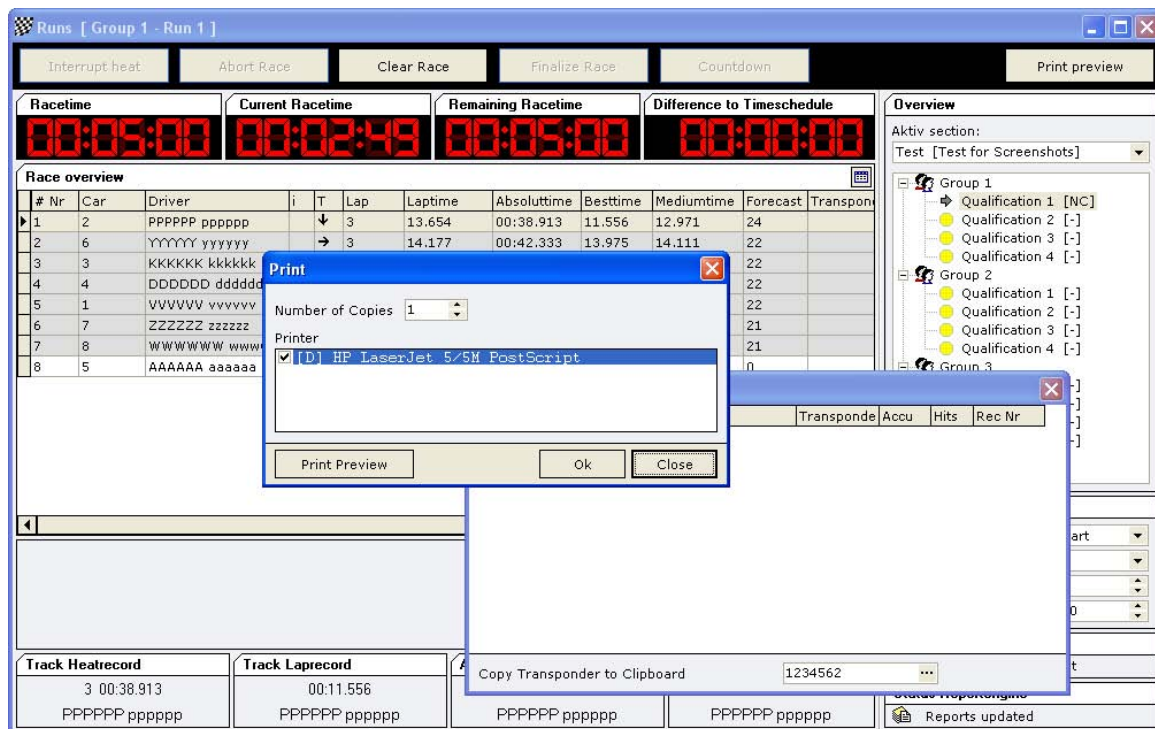 Runs [ Group 1 - Run 1 ]
Interrupt heat Abort Race Clear Race Finalize Race Countdown Print preview
Racetime Current Racetime Remaining Racetime Difference to Timeschedule Overview
00:05:00 00:02:49 00:05:00 00:00:00
Aktiv section:
Test [Test for Screenshots]
Race overview
# Nr Car Driver i T Lap Laptime Absoluttime Besttime Mediumtime Forecast Transpon
1 2 PPPPPP pppppp 3 13.654 00:38.913 11.556 12.971 24
2 6 YYYYYY yyyyyy 3 14.177 00:42.333 13.975 14.111 22
3 3 KKKKKK kkkkkk 22
4 4 DDDDDD dddddd 22
5 1 VVVVVV vvvvvv 22
6 7 ZZZZZZ zzzzzz 21
7 8 WWWWWW 21
8 5 AAAAAA aaaaaa 0
Group 1
Qualification 1 [NC]
Qualification 2 [-]
Qualification 3 [-]
Qualification 4 [-]
Group 2
Qualification 1 [-]
Qualification 2 [-]
Qualification 3 [-]
Qualification 4 [-]
Group 3
Print
Number of Copies 1
Printer
[D] HP LaserJet 5/5M PostScript
Print Preview Ok Close
Transponde Accu Hits Rec Nr
Copy Transponder to Clipboard 1234562 ...
Track Heatrecord Track Laprecord
3 00:38.913 00:11.556
PPPPPP pppppp PPPPPP pppppp PPPPPP pppppp PPPPPP pppppp
Reports updated